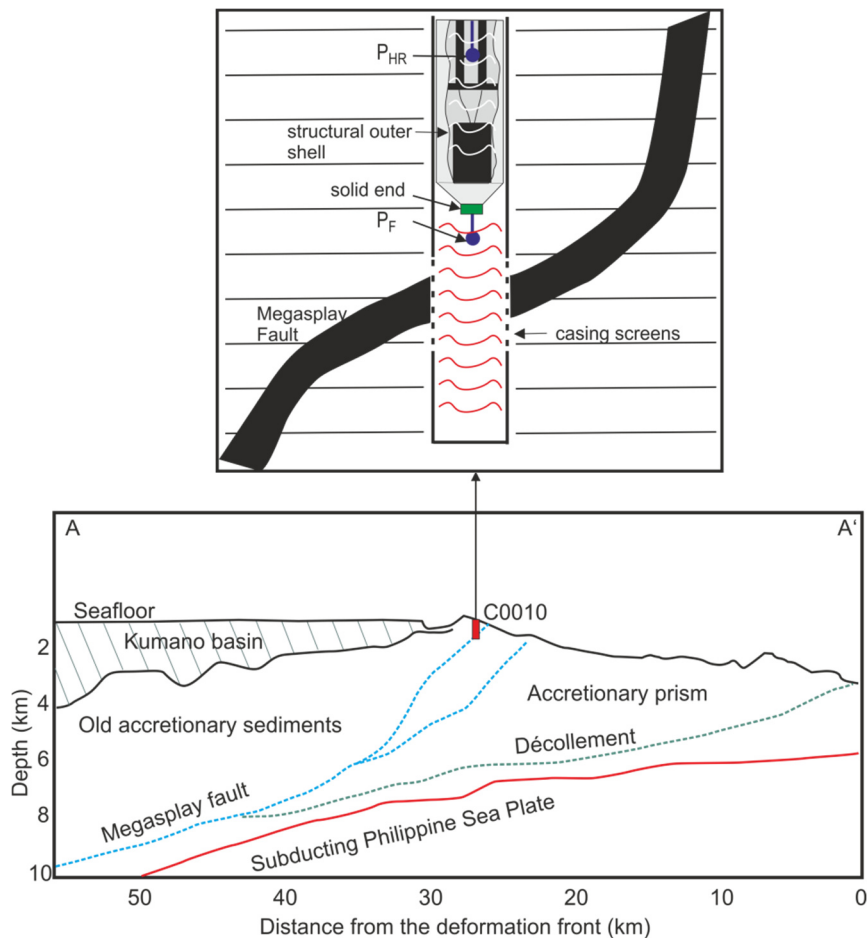 P_HR
structural outer
shell
solid end
P_F
Megasplay
Fault
casing screens
A
A'
Seafloor
C0010
Kumano basin
2
4
6
8
10
Depth (km)
Old accretionary sediments
Accretionary prism
Décollement
Megasplay fault
Subducting Philippine Sea Plate
50 40 30 20 10 0
Distance from the deformation front (km)